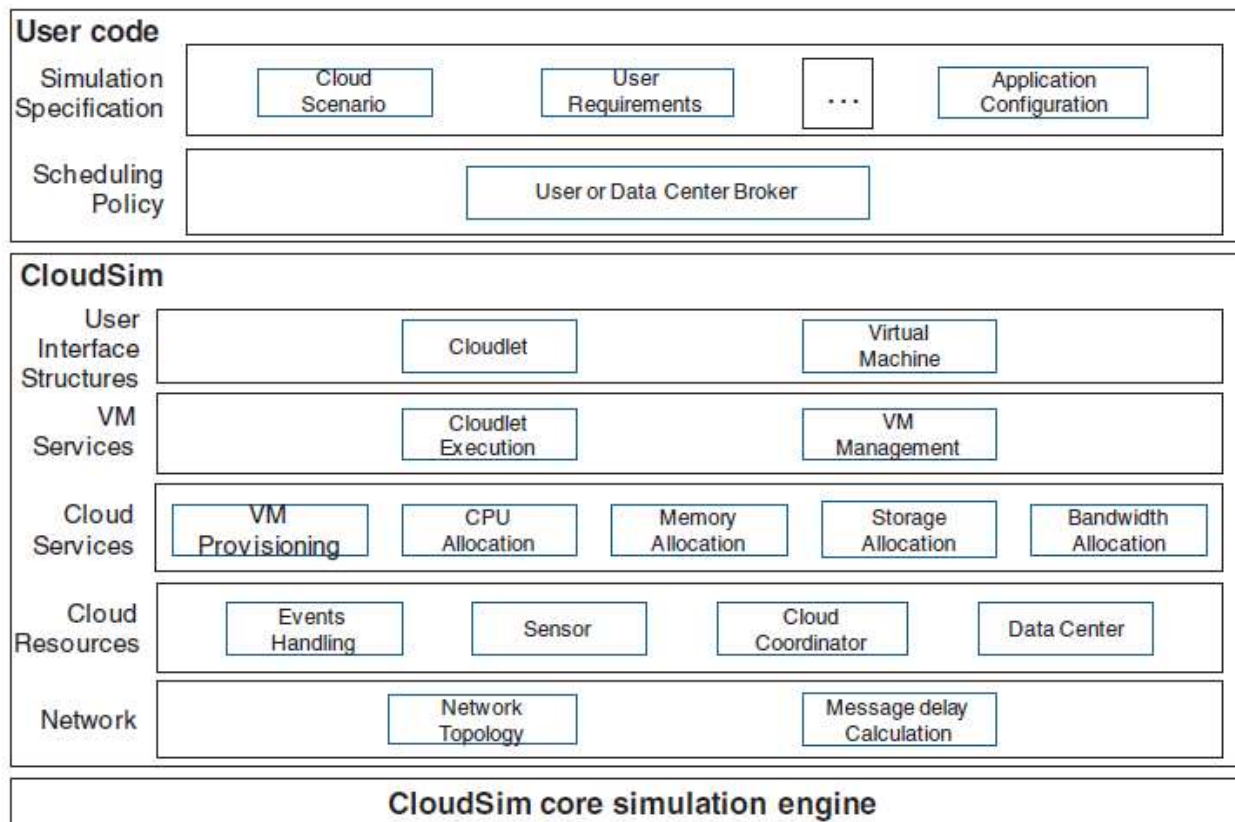 User code
Simulation
Specification
Cloud
Scenario
User
Requirements
...
Application
Configuration
Scheduling
Policy
User or Data Center Broker
CloudSim
User
Interface
Structures
Cloudlet
Virtual
Machine
VM
Services
Cloudlet
Execution
VM
Management
Cloud
Services
VM
Provisioning
CPU
Allocation
Memory
Allocation
Storage
Allocation
Bandwidth
Allocation
Cloud
Resources
Events
Handling
Sensor
Cloud
Coordinator
Data Center
Network
Network
Topology
Message delay
Calculation
CloudSim core simulation engine